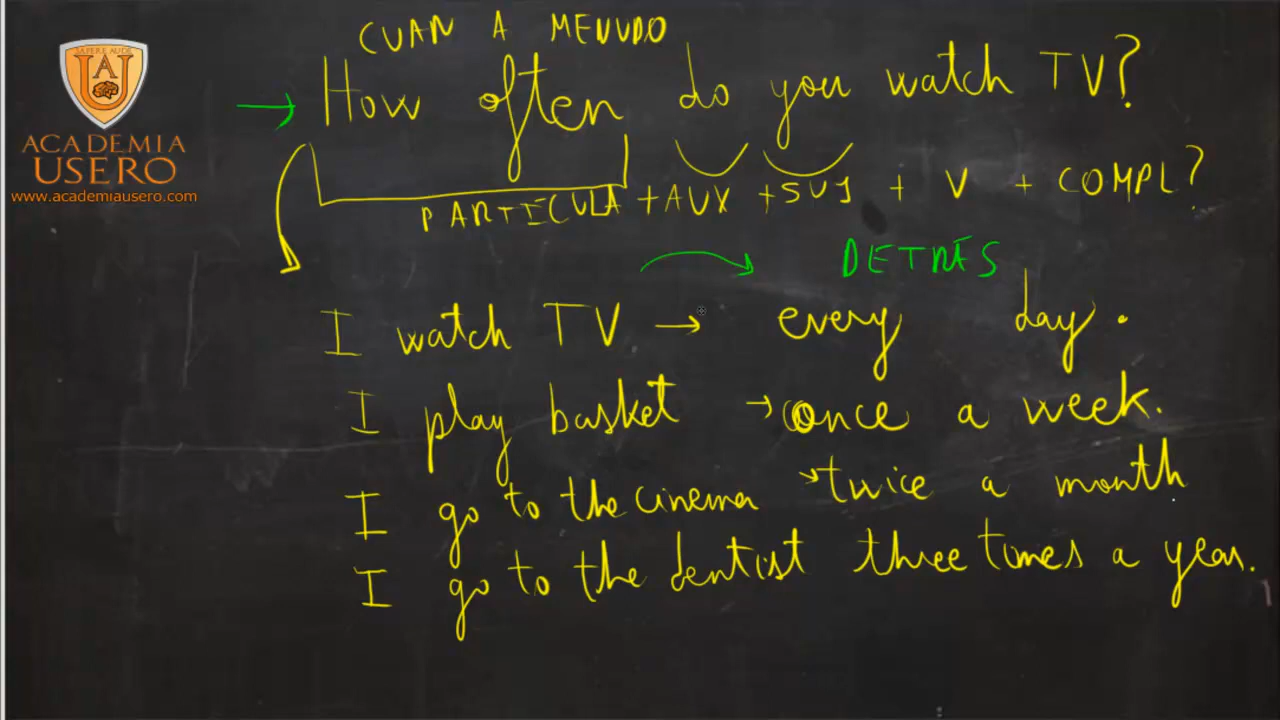 SAPERE AUDE
UA
ACADEMIA
USERO
www.academiausero.com
CUAN A MENUDO
How often do you watch TV?
PARTICULA + AUX + SUJ + V + COMPL?
DETRÁS
I watch TV → every day.
I play basket → once a week.
I go to the cinema → twice a month
I go to the dentist three times a year.